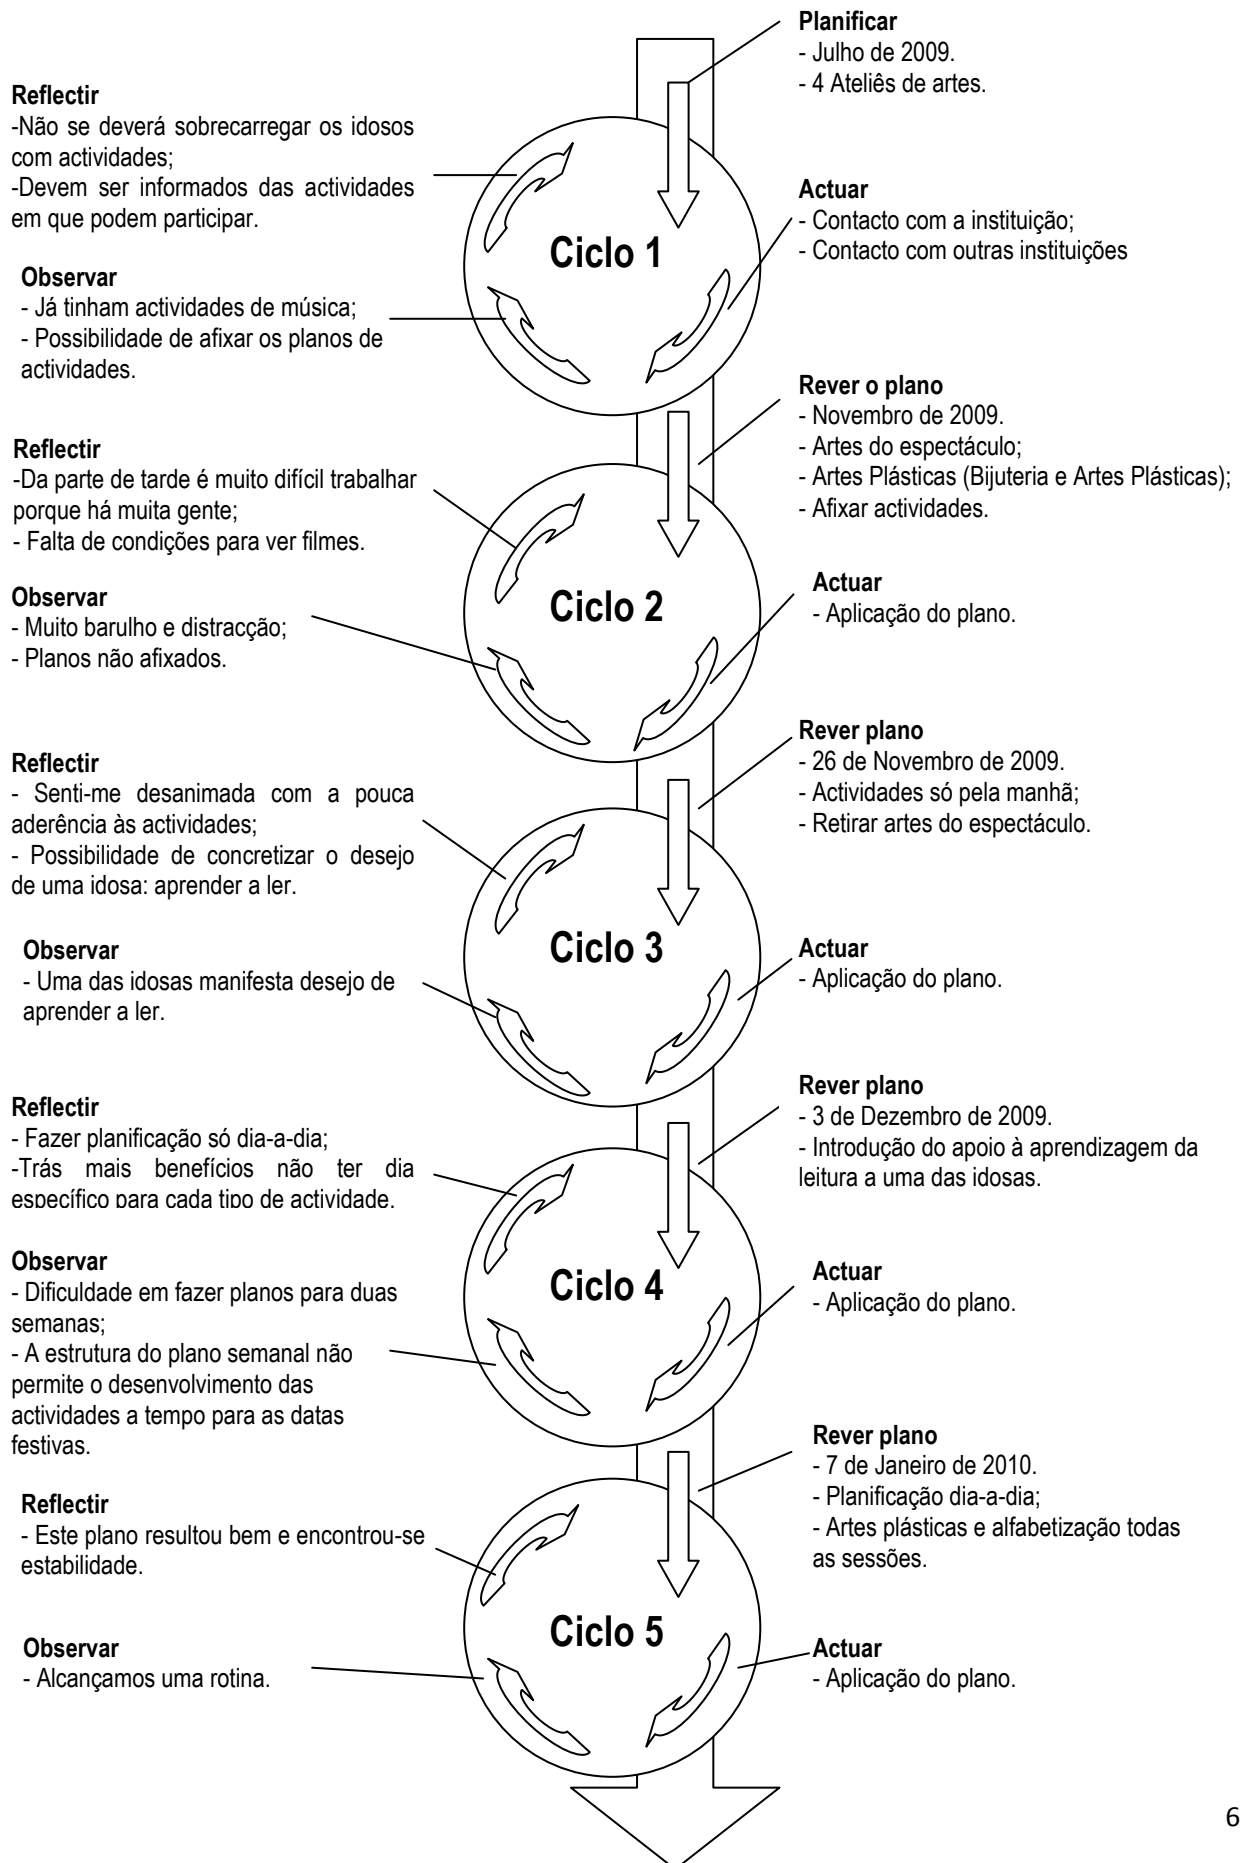 Planificar
- Julho de 2009.
- 4 Ateliês de artes.
Reflectir
-Não se deverá sobrecarregar os idosos
com actividades;
-Devem ser informados das actividades
em que podem participar.
Actuar
- Contacto com a instituição;
- Contacto com outras instituições
Ciclo 1
Observar
- Já tinham actividades de música;
- Possibilidade de afixar os planos de
actividades.
Rever o plano
- Novembro de 2009.
- Artes do espectáculo;
- Artes Plásticas (Bijuteria e Artes Plásticas);
- Afixar actividades.
Reflectir
-Da parte de tarde é muito difícil trabalhar
porque há muita gente;
- Falta de condições para ver filmes.
Actuar
- Aplicação do plano.
Ciclo 2
Observar
- Muito barulho e distracção;
- Planos não afixados.
Rever plano
- 26 de Novembro de 2009.
- Actividades só pela manhã;
- Retirar artes do espectáculo.
Reflectir
- Senti-me desanimada com a pouca
aderência às actividades;
- Possibilidade de concretizar o desejo
de uma idosa: aprender a ler.
Ciclo 3
Observar
- Uma das idosas manifesta desejo de
aprender a ler.
Actuar
- Aplicação do plano.
Rever plano
- 3 de Dezembro de 2009.
- Introdução do apoio à aprendizagem da
leitura a uma das idosas.
Reflectir
- Fazer planificação só dia-a-dia;
-Trás mais benefícios não ter dia
específico para cada tipo de actividade.
Ciclo 4
Actuar
- Aplicação do plano.
Observar
- Dificuldade em fazer planos para duas
semanas;
- A estrutura do plano semanal não
permite o desenvolvimento das
actividades a tempo para as datas
festivas.
Rever plano
- 7 de Janeiro de 2010.
- Planificação dia-a-dia;
- Artes plásticas e alfabetização todas
as sessões.
Reflectir
- Este plano resultou bem e encontrou-se
estabilidade.
Ciclo 5
Observar
- Alcançamos uma rotina.
Actuar
- Aplicação do plano.
6